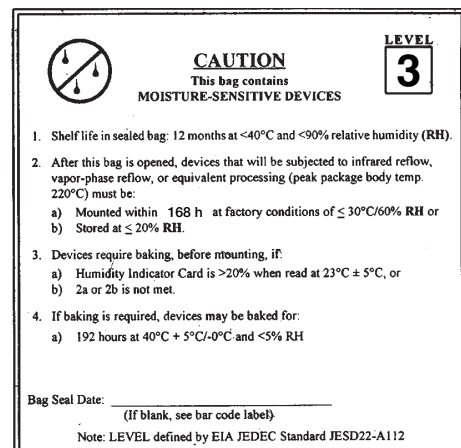 LEVEL
3
CAUTION
This bag contains
MOISTURE-SENSITIVE DEVICES
1. Shelf life in sealed bag: 12 months at <40°C and <90% relative humidity (RH).
2. After this bag is opened, devices that will be subjected to infrared reflow,
vapor-phase reflow, or equivalent processing (peak package body temp.
220°C) must be:
a) Mounted within 168 h at factory conditions of ≤ 30°C/60% RH or
b) Stored at ≤ 20% RH.
3. Devices require baking, before mounting, if:
a) Humidity Indicator Card is >20% when read at 23°C ± 5°C, or
b) 2a or 2b is not met.
4. If baking is required, devices may be baked for:
a) 192 hours at 40°C + 5°C/-0°C and <5% RH
Bag Seal Date:
(If blank, see bar code label)
Note: LEVEL defined by EIA JEDEC Standard JESD22-A112